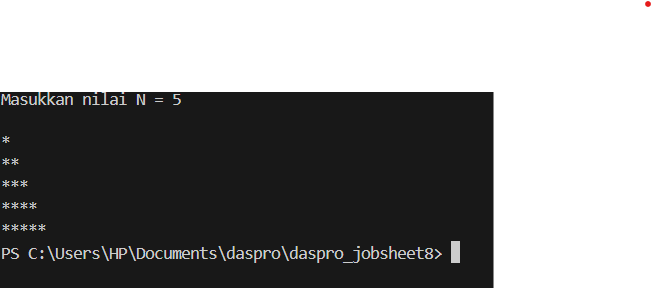 Masukkan nilai N = 5
*
**
***
****
*****
PS C:\Users\HP\Documents\daspro\daspro_jobsheet8>